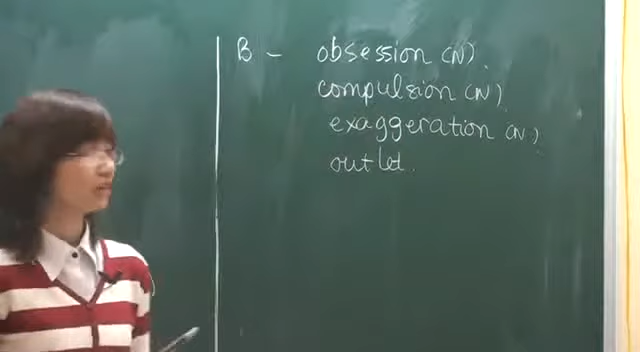 B - obsession (N).
compulsion (N)
exaggeration (N.)
outlet.